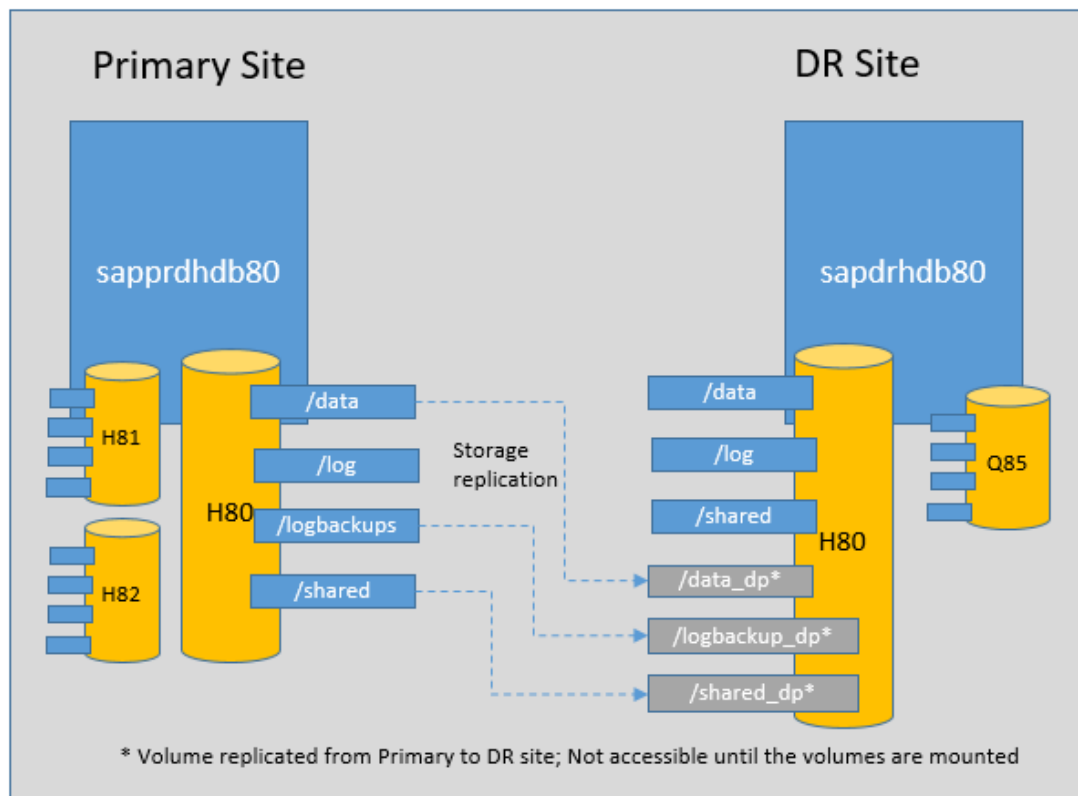 Primary Site
DR Site
sapprdhdb80
sapdrhdb80
/data
/log
/logbackups
/shared
H81
H80
H82
Storage
replication
/data
/log
/shared
/data_dp*
/logbackup_dp*
/shared_dp*
H80
Q85
* Volume replicated from Primary to DR site; Not accessible until the volumes are mounted